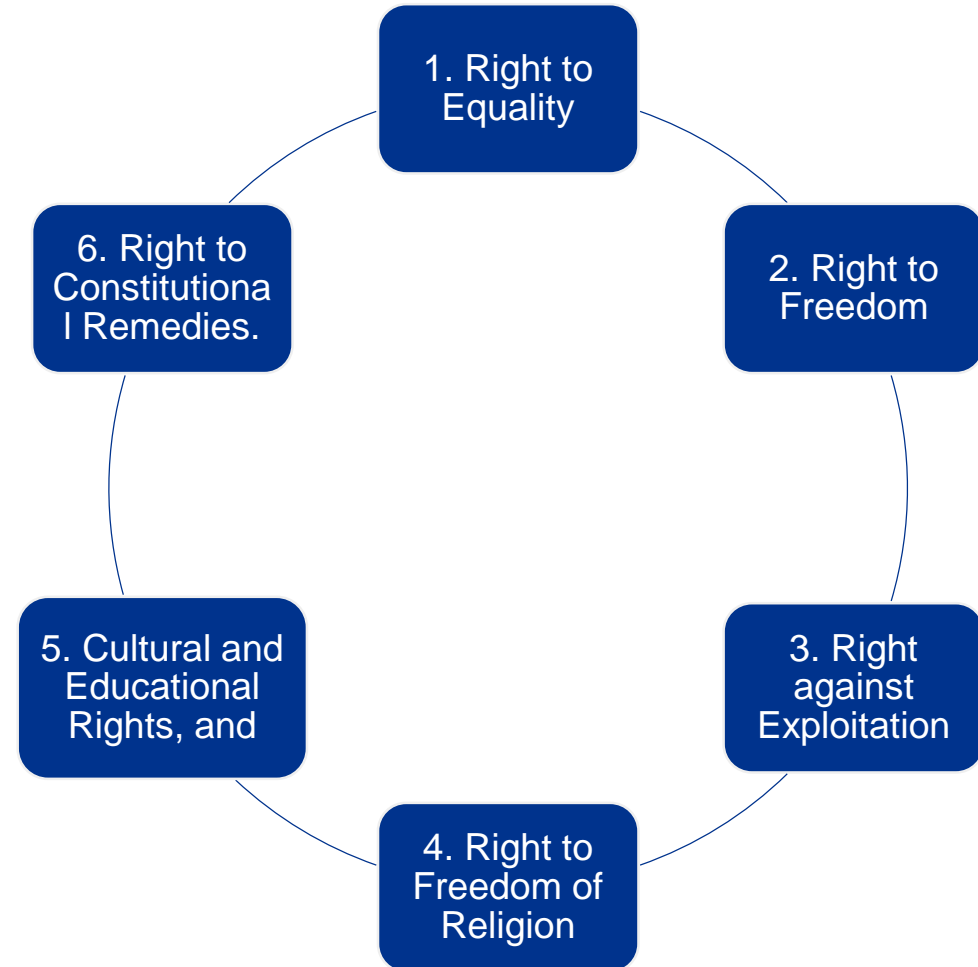 1. Right to
Equality
2. Right to
Freedom
3. Right
against
Exploitation
4. Right to
Freedom of
Religion
5. Cultural and
Educational
Rights, and
6. Right to
Constitutiona
l Remedies.